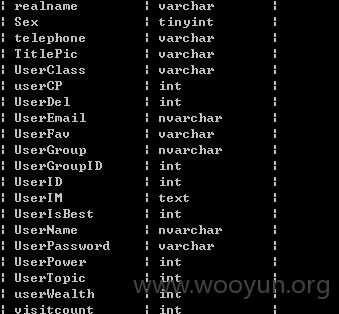 ¦ realname ¦ varchar ¦
¦ Sex ¦ tinyint ¦
¦ telephone ¦ varchar ¦
¦ TitlePic ¦ varchar ¦
¦ UserClass ¦ varchar ¦
¦ userCP ¦ int ¦
¦ UserDel ¦ int ¦
¦ UserEmail ¦ nvarchar ¦
¦ UserFav ¦ varchar ¦
¦ UserGroup ¦ nvarchar ¦
¦ UserGroupID ¦ int ¦
¦ UserID ¦ int ¦
¦ UserIM ¦ text ¦
¦ UserIsBest ¦ int ¦
¦ UserName ¦ nvarchar ¦
¦ UserPassword ¦ varchar ¦
¦ UserPower ¦ int ¦
¦ UserTopic ¦ int ¦
¦ userWealth ¦ int ¦
¦ visitcount ¦ int ¦
www.wooyun.org